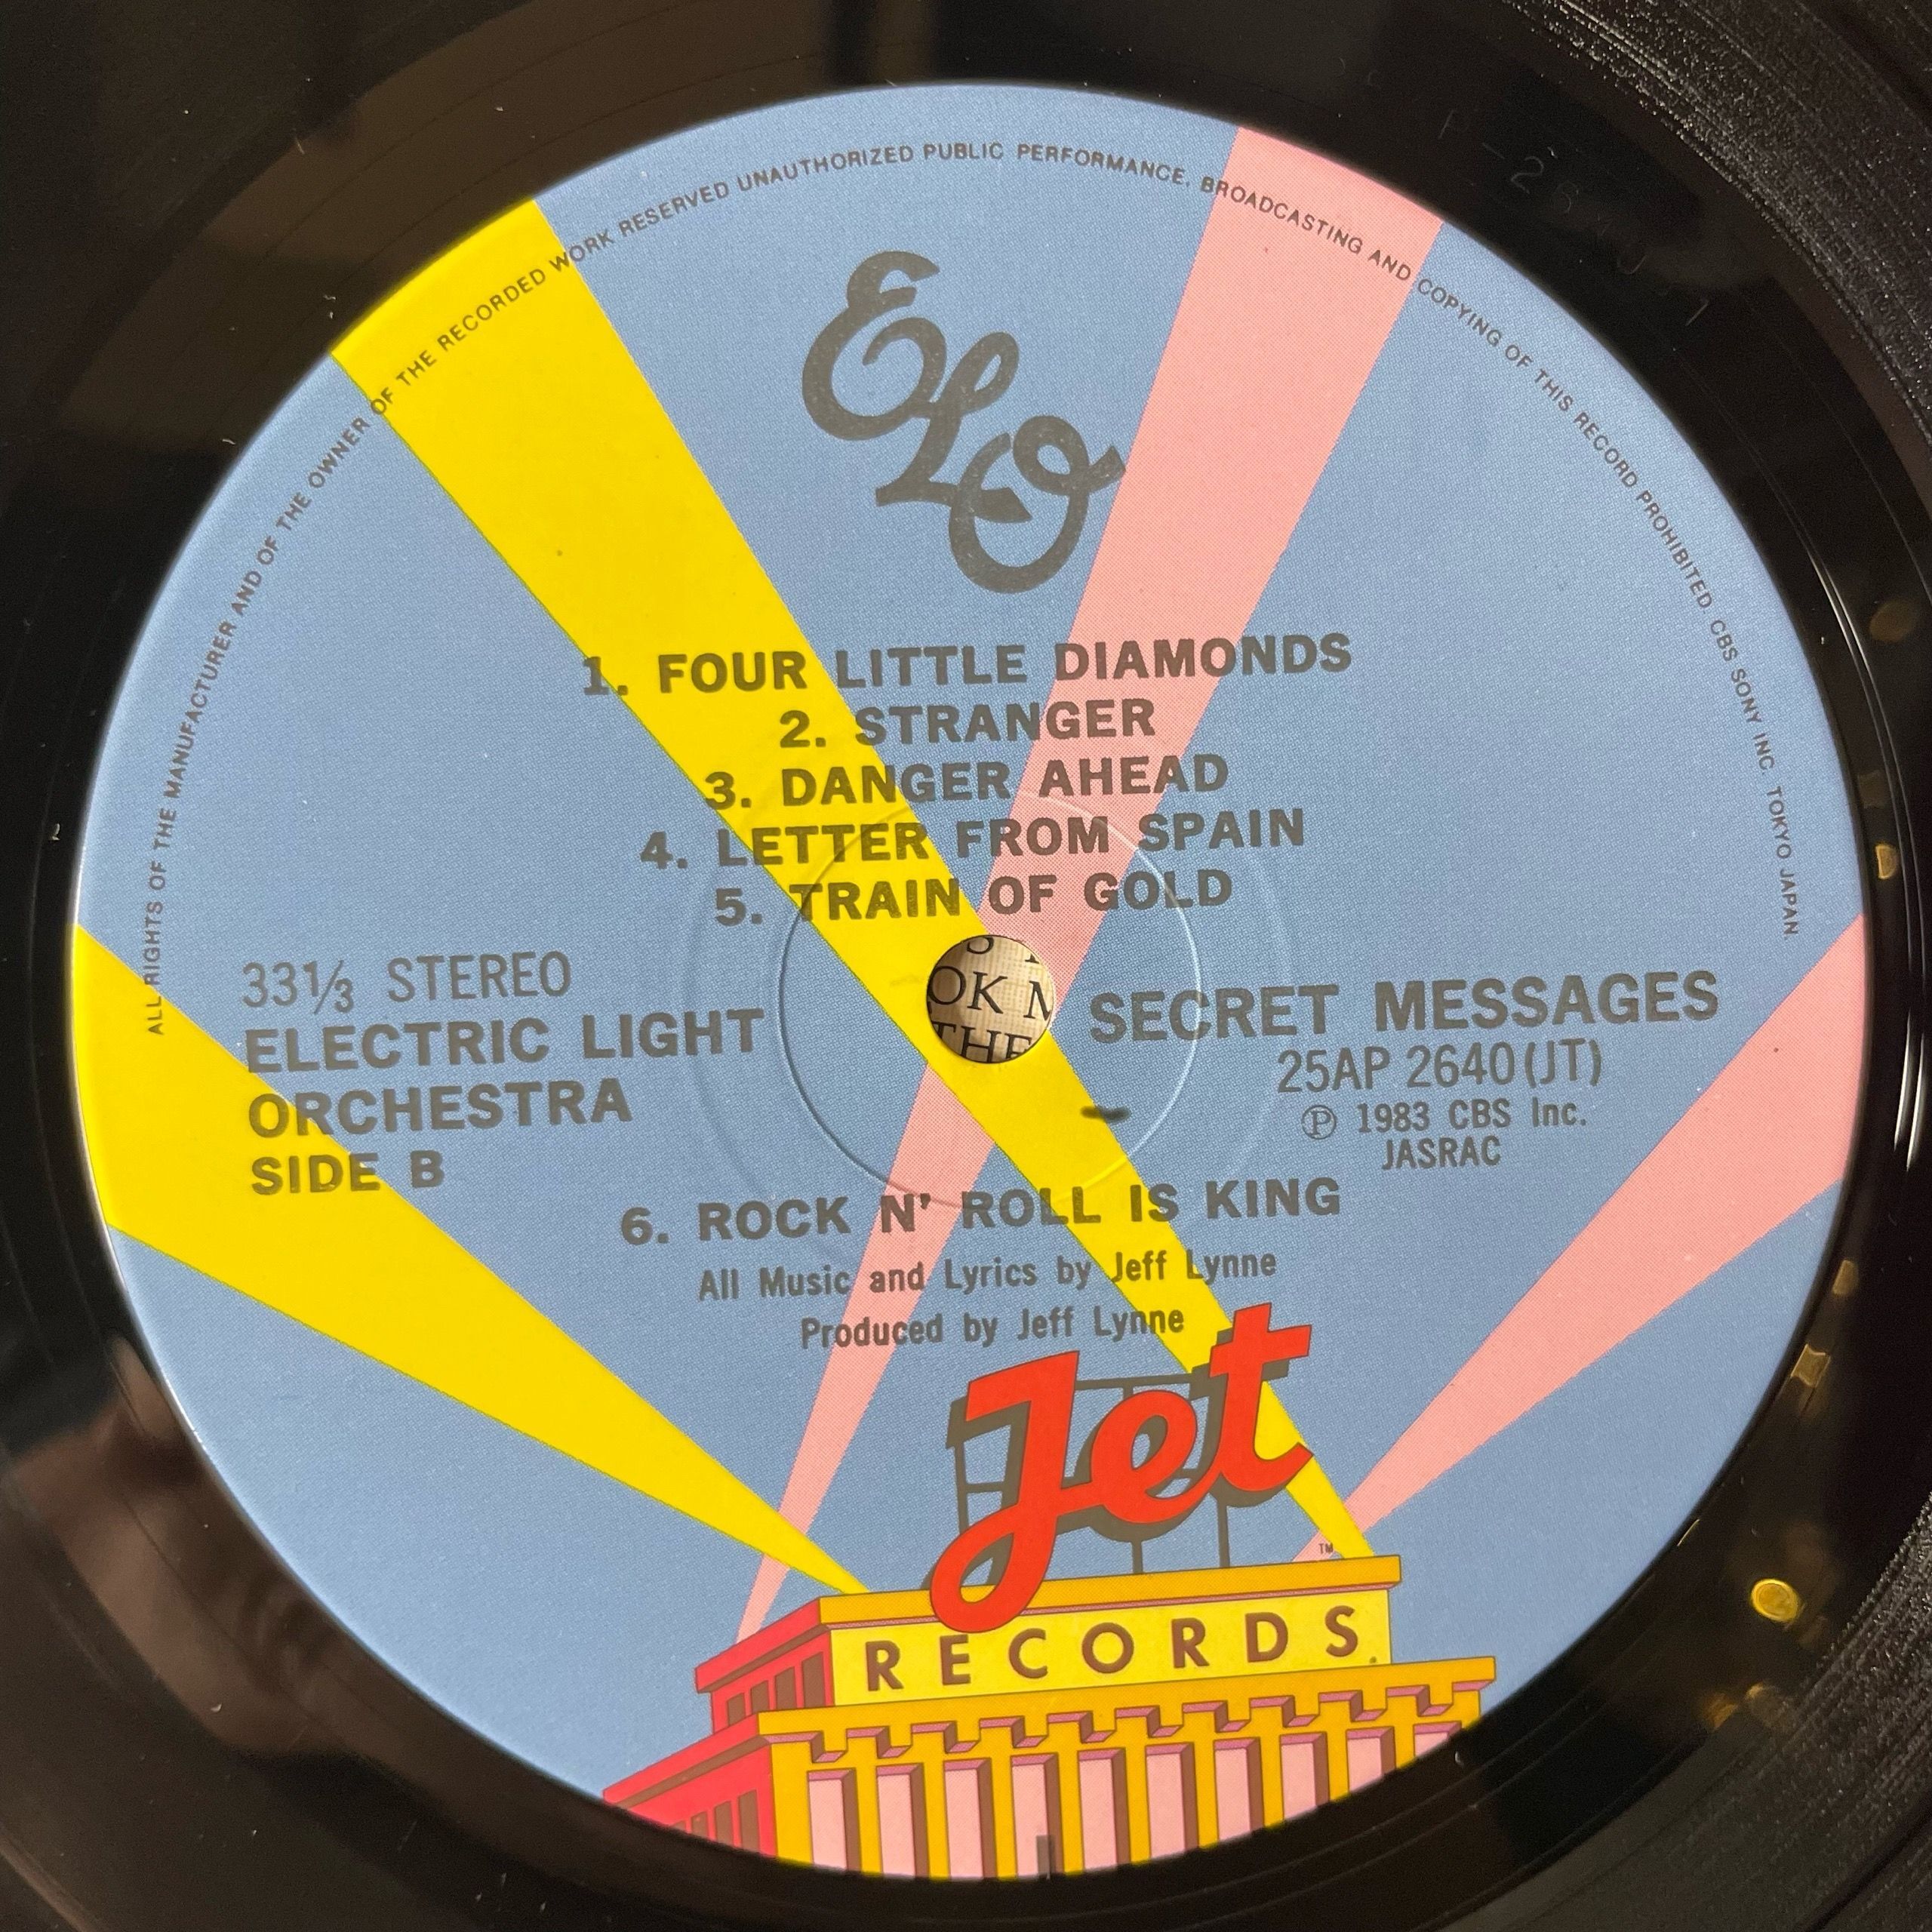 ALL RIGHTS OF THE MANUFACTURER AND OF THE OWNER OF THE RECORDED WORK RESERVED UNAUTHORIZED PUBLIC PERFORMANCE, BROADCASTING AND COPYING OF THIS RECORD PROHIBITED. CBS SONY INC. TOKYO JAPAN.
ELO
1. FOUR LITTLE DIAMONDS
2. STRANGER
3. DANGER AHEAD
4. LETTER FROM SPAIN
5. TRAIN OF GOLD
33⅓ STEREO
ELECTRIC LIGHT
ORCHESTRA
SIDE B
OK
THE
SECRET MESSAGES
25AP 2640(JT)
℗ 1983 CBS Inc.
JASRAC
6. ROCK N' ROLL IS KING
All Music and Lyrics by Jeff Lynne
Produced by Jeff Lynne
Jet
TM
RECORDS.